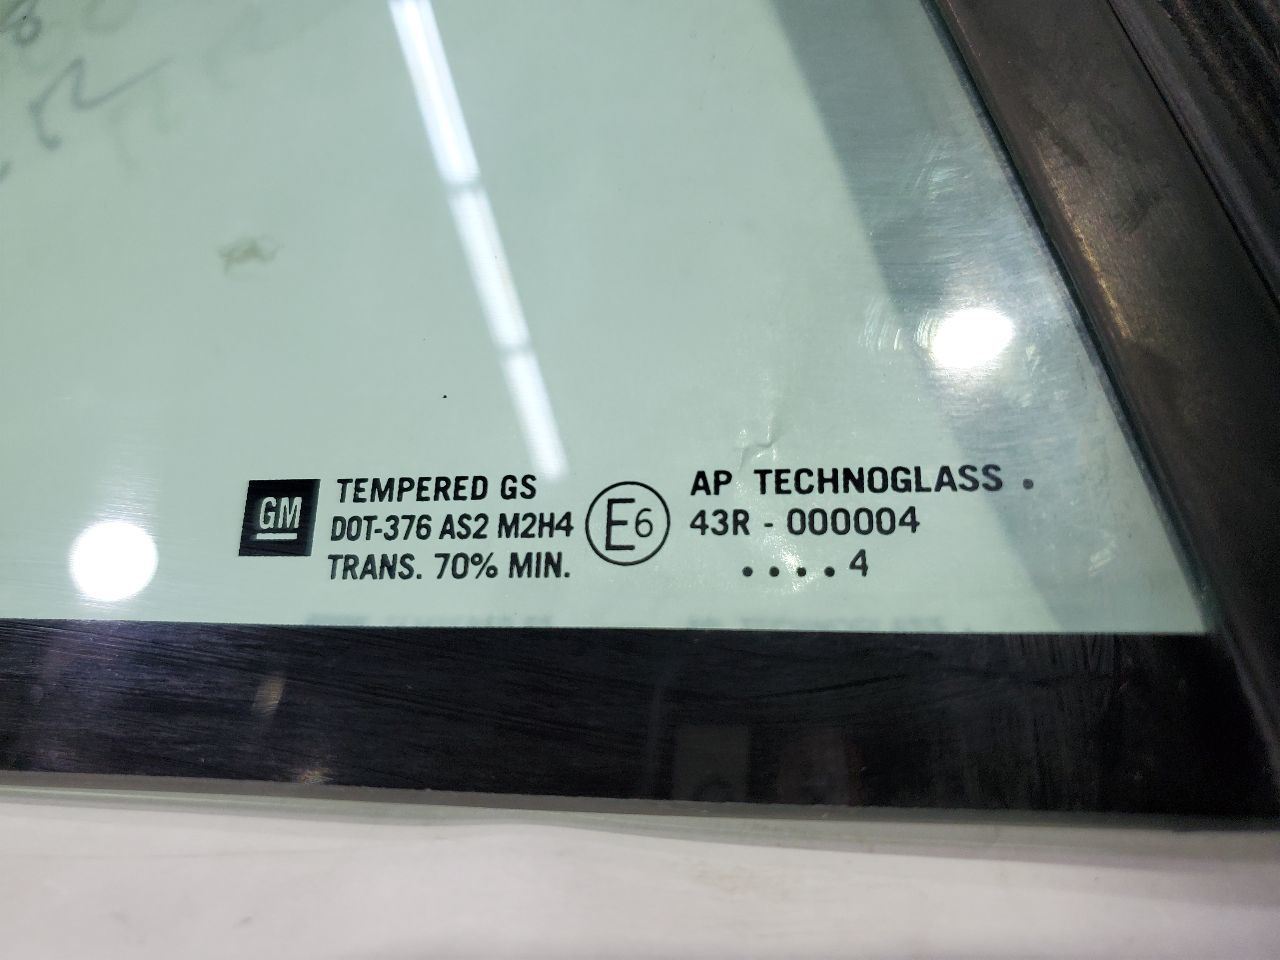 GM
TEMPERED GS
DOT-376 AS2 M2H4
TRANS. 70% MIN.
E6
AP TECHNOGLASS .
43R - 000004
. . . . 4